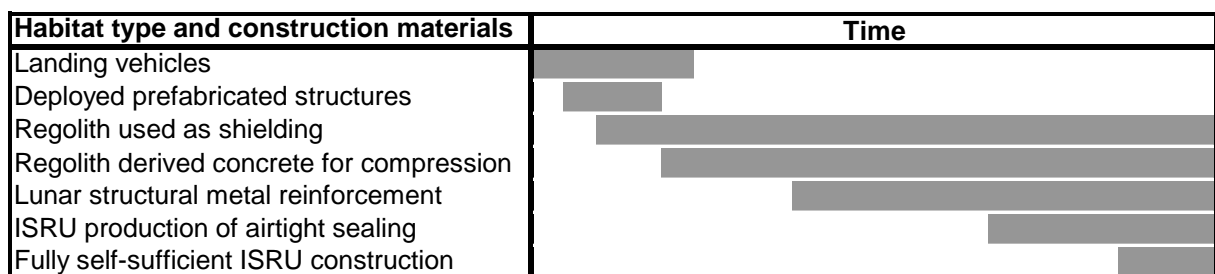 Habitat type and construction materials Time
Landing vehicles
Deployed prefabricated structures
Regolith used as shielding
Regolith derived concrete for compression
Lunar structural metal reinforcement
ISRU production of airtight sealing
Fully self-sufficient ISRU construction